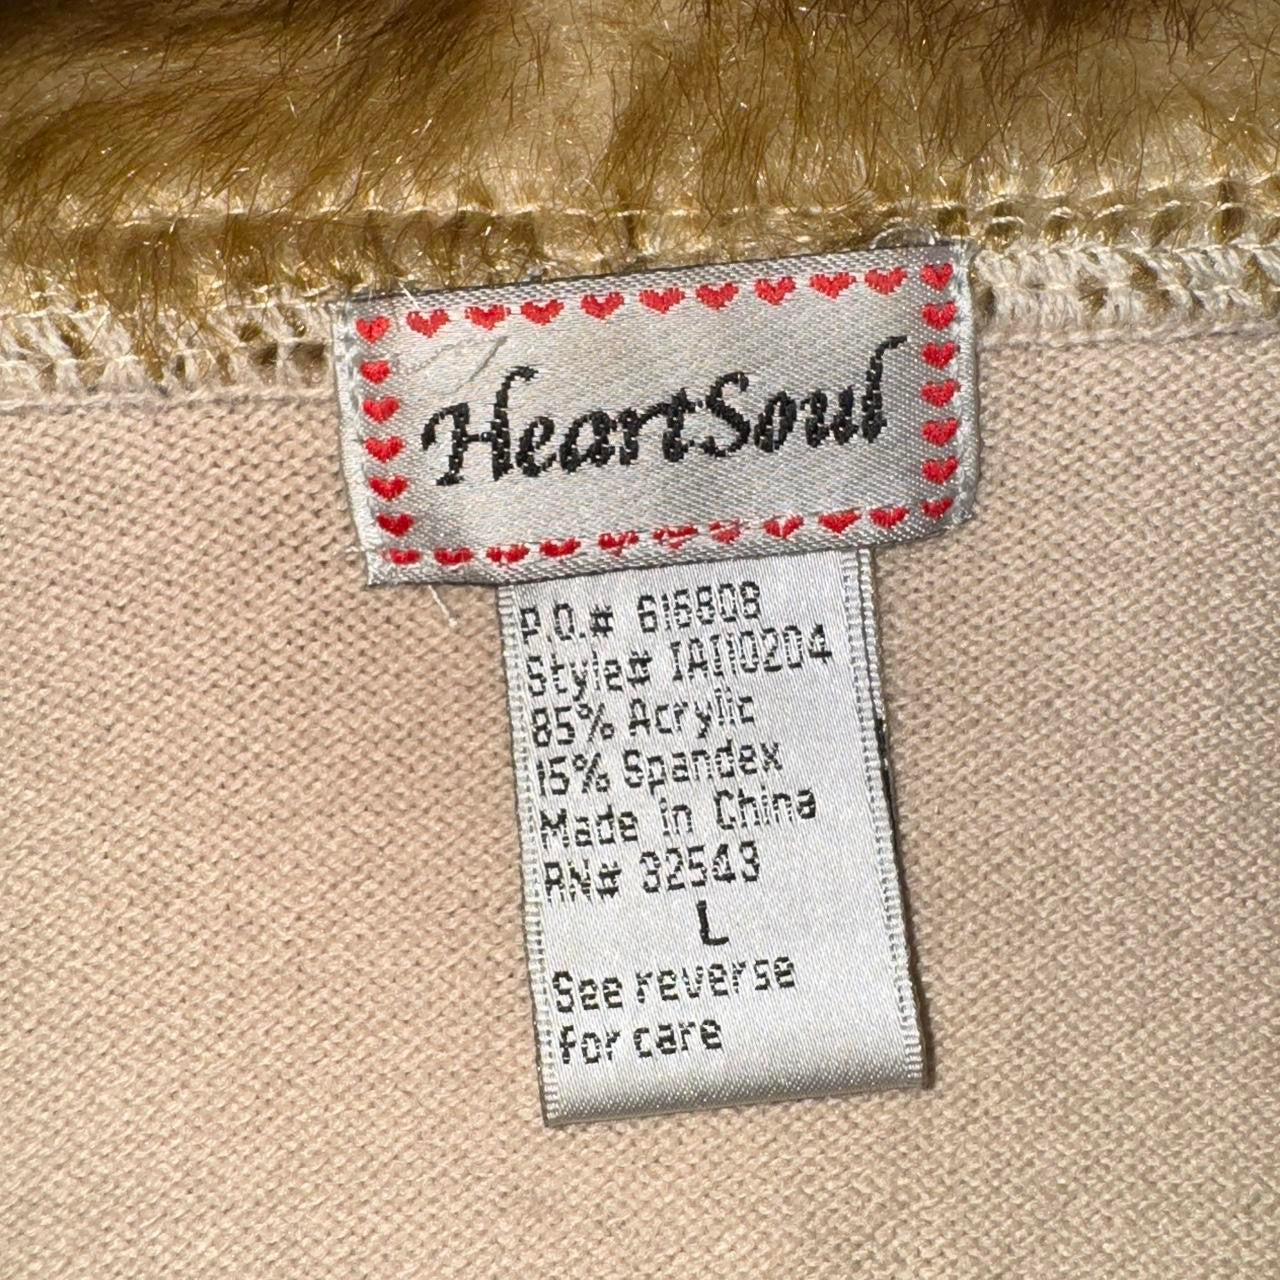 HeartSoul
P.O.# 616808
Style# IA110204
85% Acrylic
15% Spandex
Made in China
RN# 32543
L
See reverse
for care